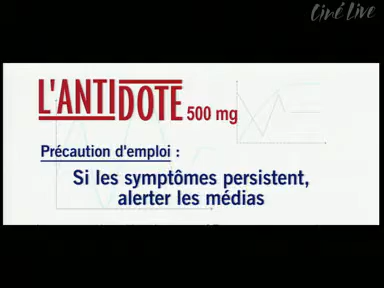 Ciné Live
L'ANTIDOTE 500 mg
Précaution d'emploi :
Si les symptômes persistent,
alerter les médias